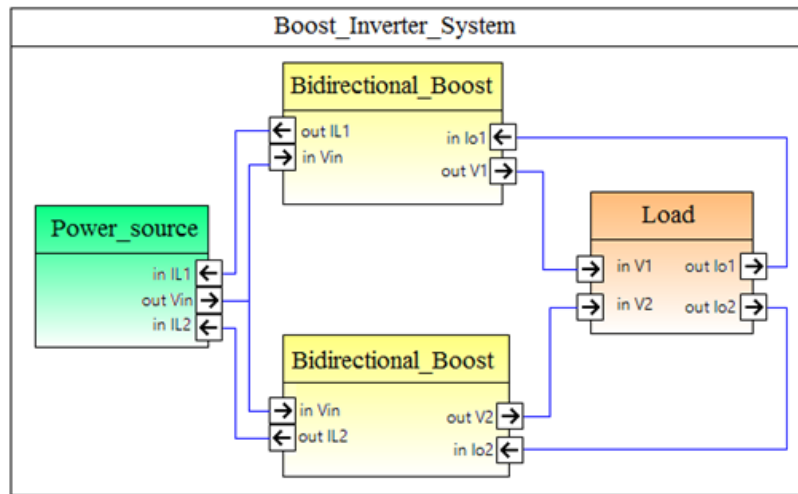 Boost_Inverter_System
Bidirectional_Boost
out IL1
in Vin
in Io1
out V1
Power_source
in IL1
out Vin
in IL2
Load
in V1
out Io1
in V2
out Io2
Bidirectional_Boost
in Vin
out IL2
out V2
in Io2